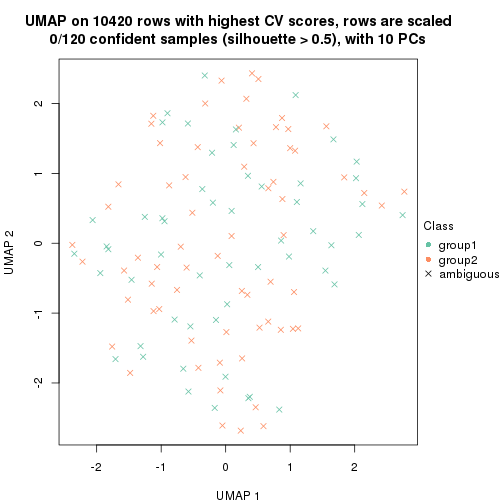 UMAP on 10420 rows with highest CV scores, rows are scaled
0/120 confident samples (silhouette > 0.5), with 10 PCs
UMAP 2
2
1
0
-1
-2
-2
-1
0
1
2
UMAP 1
Class
group1
group2
ambiguous